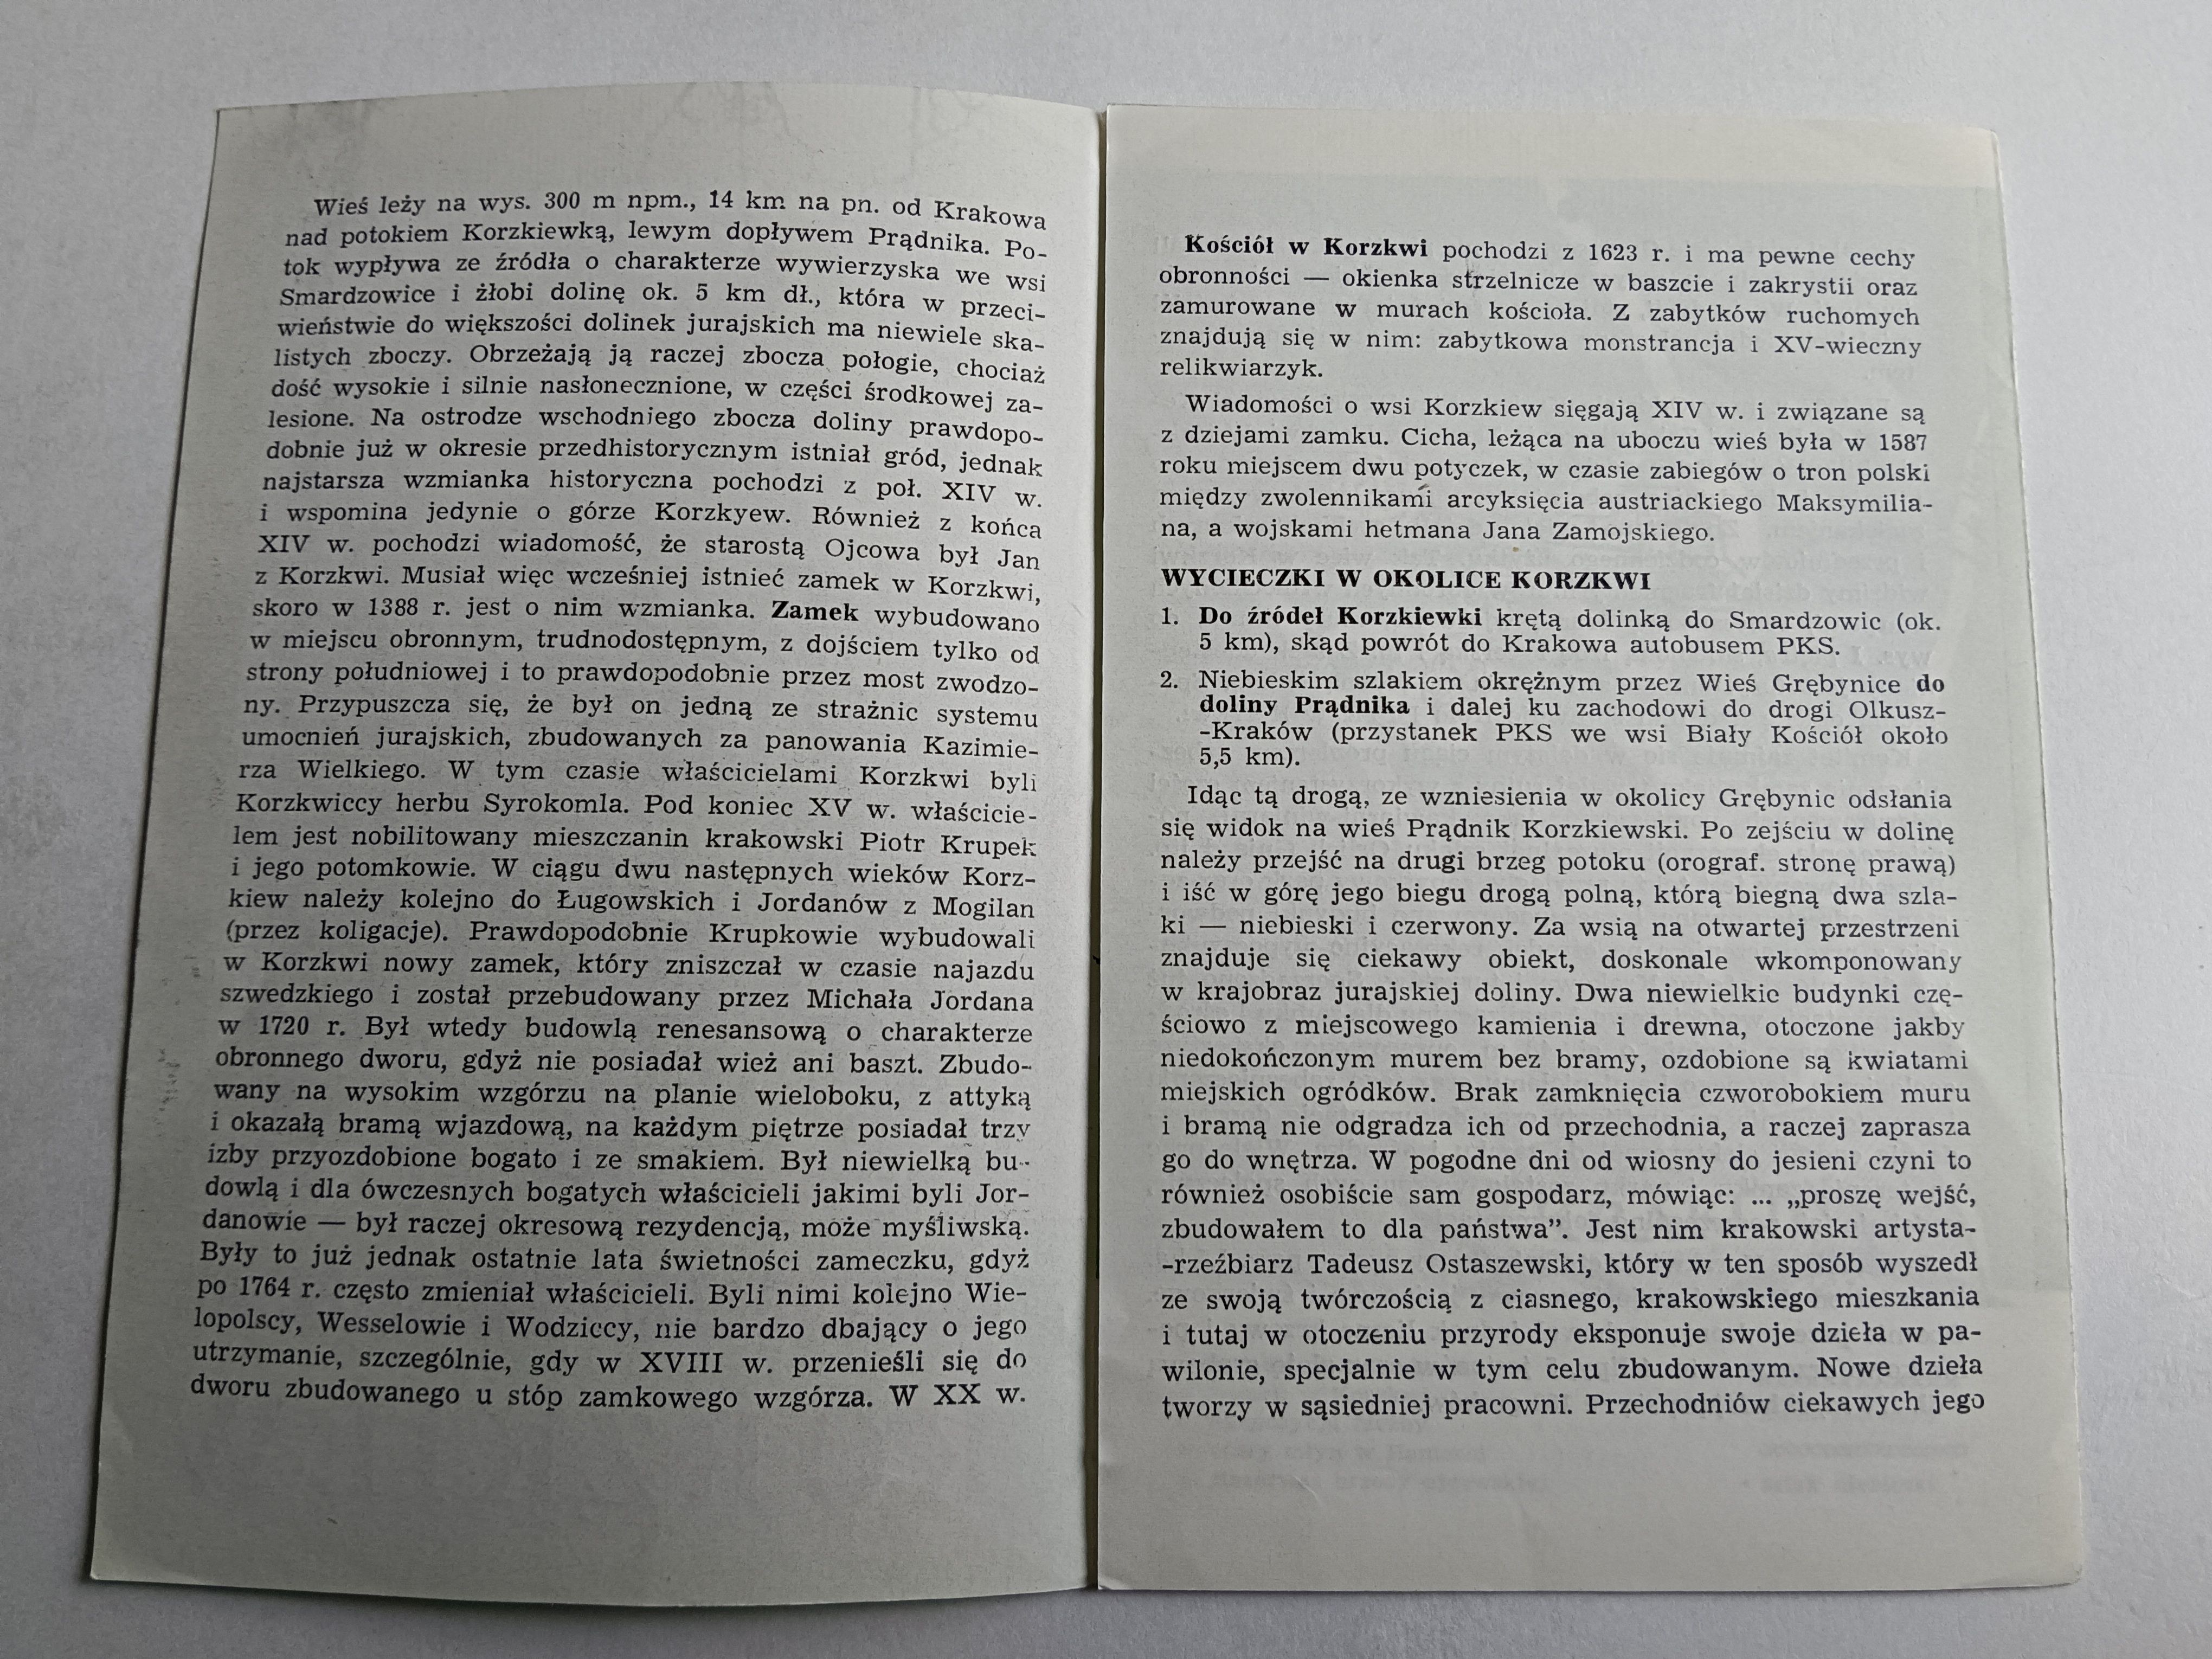 Wieś leży na wys. 300 m npm., 14 km na pn. od Krakowa
nad potokiem Korzkiewką, lewym dopływem Prądnika. Po-
tok wypływa ze źródła o charakterze wywierzyska we wsi
Smardzowice i żłobi dolinę ok. 5 km dł., która w przeci-
wieństwie do większości dolinek jurajskich ma niewiele ska-
listych zboczy. Obrzeżają ją raczej zbocza połogie, chociaż
dość wysokie i silnie nasłonecznione, w części środkowej za-
lesione. Na ostrodze wschodniego zbocza doliny prawdopo-
dobnie już w okresie przedhistorycznym istniał gród, jednak
najstarsza wzmianka historyczna pochodzi z poł. XIV w.
i wspomina jedynie o górze Korzkyew. Również z końca
XIV w. pochodzi wiadomość, że starostą Ojcowa był Jan
z Korzkwi. Musiał więc wcześniej istnieć zamek w Korzkwi,
skoro w 1388 r. jest o nim wzmianka. Zamek wybudowano
w miejscu obronnym, trudnodostępnym, z dojściem tylko od
strony południowej i to prawdopodobnie przez most zwodzo-
ny. Przypuszcza się, że był on jedną ze strażnic systemu
umocnień jurajskich, zbudowanych za panowania Kazimie-
rza Wielkiego. W tym czasie właścicielami Korzkwi byli
Korzkwiccy herbu Syrokomla. Pod koniec XV w. właścicie-
lem jest nobilitowany mieszczanin krakowski Piotr Krupek
i jego potomkowie. W ciągu dwu następnych wieków Korz-
kiew należy kolejno do Ługowskich i Jordanów z Mogilan
(przez koligacje). Prawdopodobnie Krupkowie wybudowali
w Korzkwi nowy zamek, który zniszczał w czasie najazdu
szwedzkiego i został przebudowany przez Michała Jordana
w 1720 r. Był wtedy budowlą renesansową o charakterze
obronnego dworu, gdyż nie posiadał wież ani baszt. Zbudo-
wany na wysokim wzgórzu na planie wieloboku, z attyką
i okazałą bramą wjazdową, na każdym piętrze posiadał trzy
izby przyozdobione bogato i ze smakiem. Był niewielką bu-
dowlą i dla ówczesnych bogatych właścicieli jakimi byli Jor-
danowie — był raczej okresową rezydencją, może myśliwską.
Były to już jednak ostatnie lata świetności zameczku, gdyż
po 1764 r. często zmieniał właścicieli. Byli nimi kolejno Wie-
lopolscy, Wesselowie i Wodziccy, nie bardzo dbający o jego
utrzymanie, szczególnie, gdy w XVIII w. przenieśli się do
dworu zbudowanego u stóp zamkowego wzgórza. W XX w.
Kościół w Korzkwi pochodzi z 1623 r. i ma pewne cechy
obronności — okienka strzelnicze w baszcie i zakrystii oraz
zamurowane w murach kościoła. Z zabytków ruchomych
znajdują się w nim: zabytkowa monstrancja i XV-wieczny
relikwiarzyk.
Wiadomości o wsi Korzkiew sięgają XIV w. i związane są
z dziejami zamku. Cicha, leżąca na uboczu wieś była w 1587
roku miejscem dwu potyczek, w czasie zabiegów o tron polski
między zwolennikami arcyksięcia austriackiego Maksymilia-
na, a wojskami hetmana Jana Zamojskiego.
WYCIECZKI W OKOLICE KORZKWI
1. Do źródeł Korzkiewki krętą dolinką do Smardzowic (ok.
5 km), skąd powrót do Krakowa autobusem PKS.
2. Niebieskim szlakiem okrężnym przez Wieś Grębynice do
doliny Prądnika i dalej ku zachodowi do drogi Olkusz-
-Kraków (przystanek PKS we wsi Biały Kościół około
5,5 km).
Idąc tą drogą, ze wzniesienia w okolicy Grębynic odsłania
się widok na wieś Prądnik Korzkiewski. Po zejściu w dolinę
należy przejść na drugi brzeg potoku (orograf. stronę prawą)
i iść w górę jego biegu drogą polną, którą biegną dwa szla-
ki — niebieski i czerwony. Za wsią na otwartej przestrzeni
znajduje się ciekawy obiekt, doskonale wkomponowany
w krajobraz jurajskiej doliny. Dwa niewielkie budynki czę-
ściowo z miejscowego kamienia i drewna, otoczone jakby
niedokończonym murem bez bramy, ozdobione są kwiatami
miejskich ogródków. Brak zamknięcia czworobokiem muru
i bramą nie odgradza ich od przechodnia, a raczej zaprasza
go do wnętrza. W pogodne dni od wiosny do jesieni czyni to
również osobiście sam gospodarz, mówiąc: ... „proszę wejść,
zbudowałem to dla państwa”. Jest nim krakowski artysta-
-rzeźbiarz Tadeusz Ostaszewski, który w ten sposób wyszedł
ze swoją twórczością z ciasnego, krakowskiego mieszkania
i tutaj w otoczeniu przyrody eksponuje swoje dzieła w pa-
wilonie, specjalnie w tym celu zbudowanym. Nowe dzieła
tworzy w sąsiedniej pracowni. Przechodniów ciekawych jego